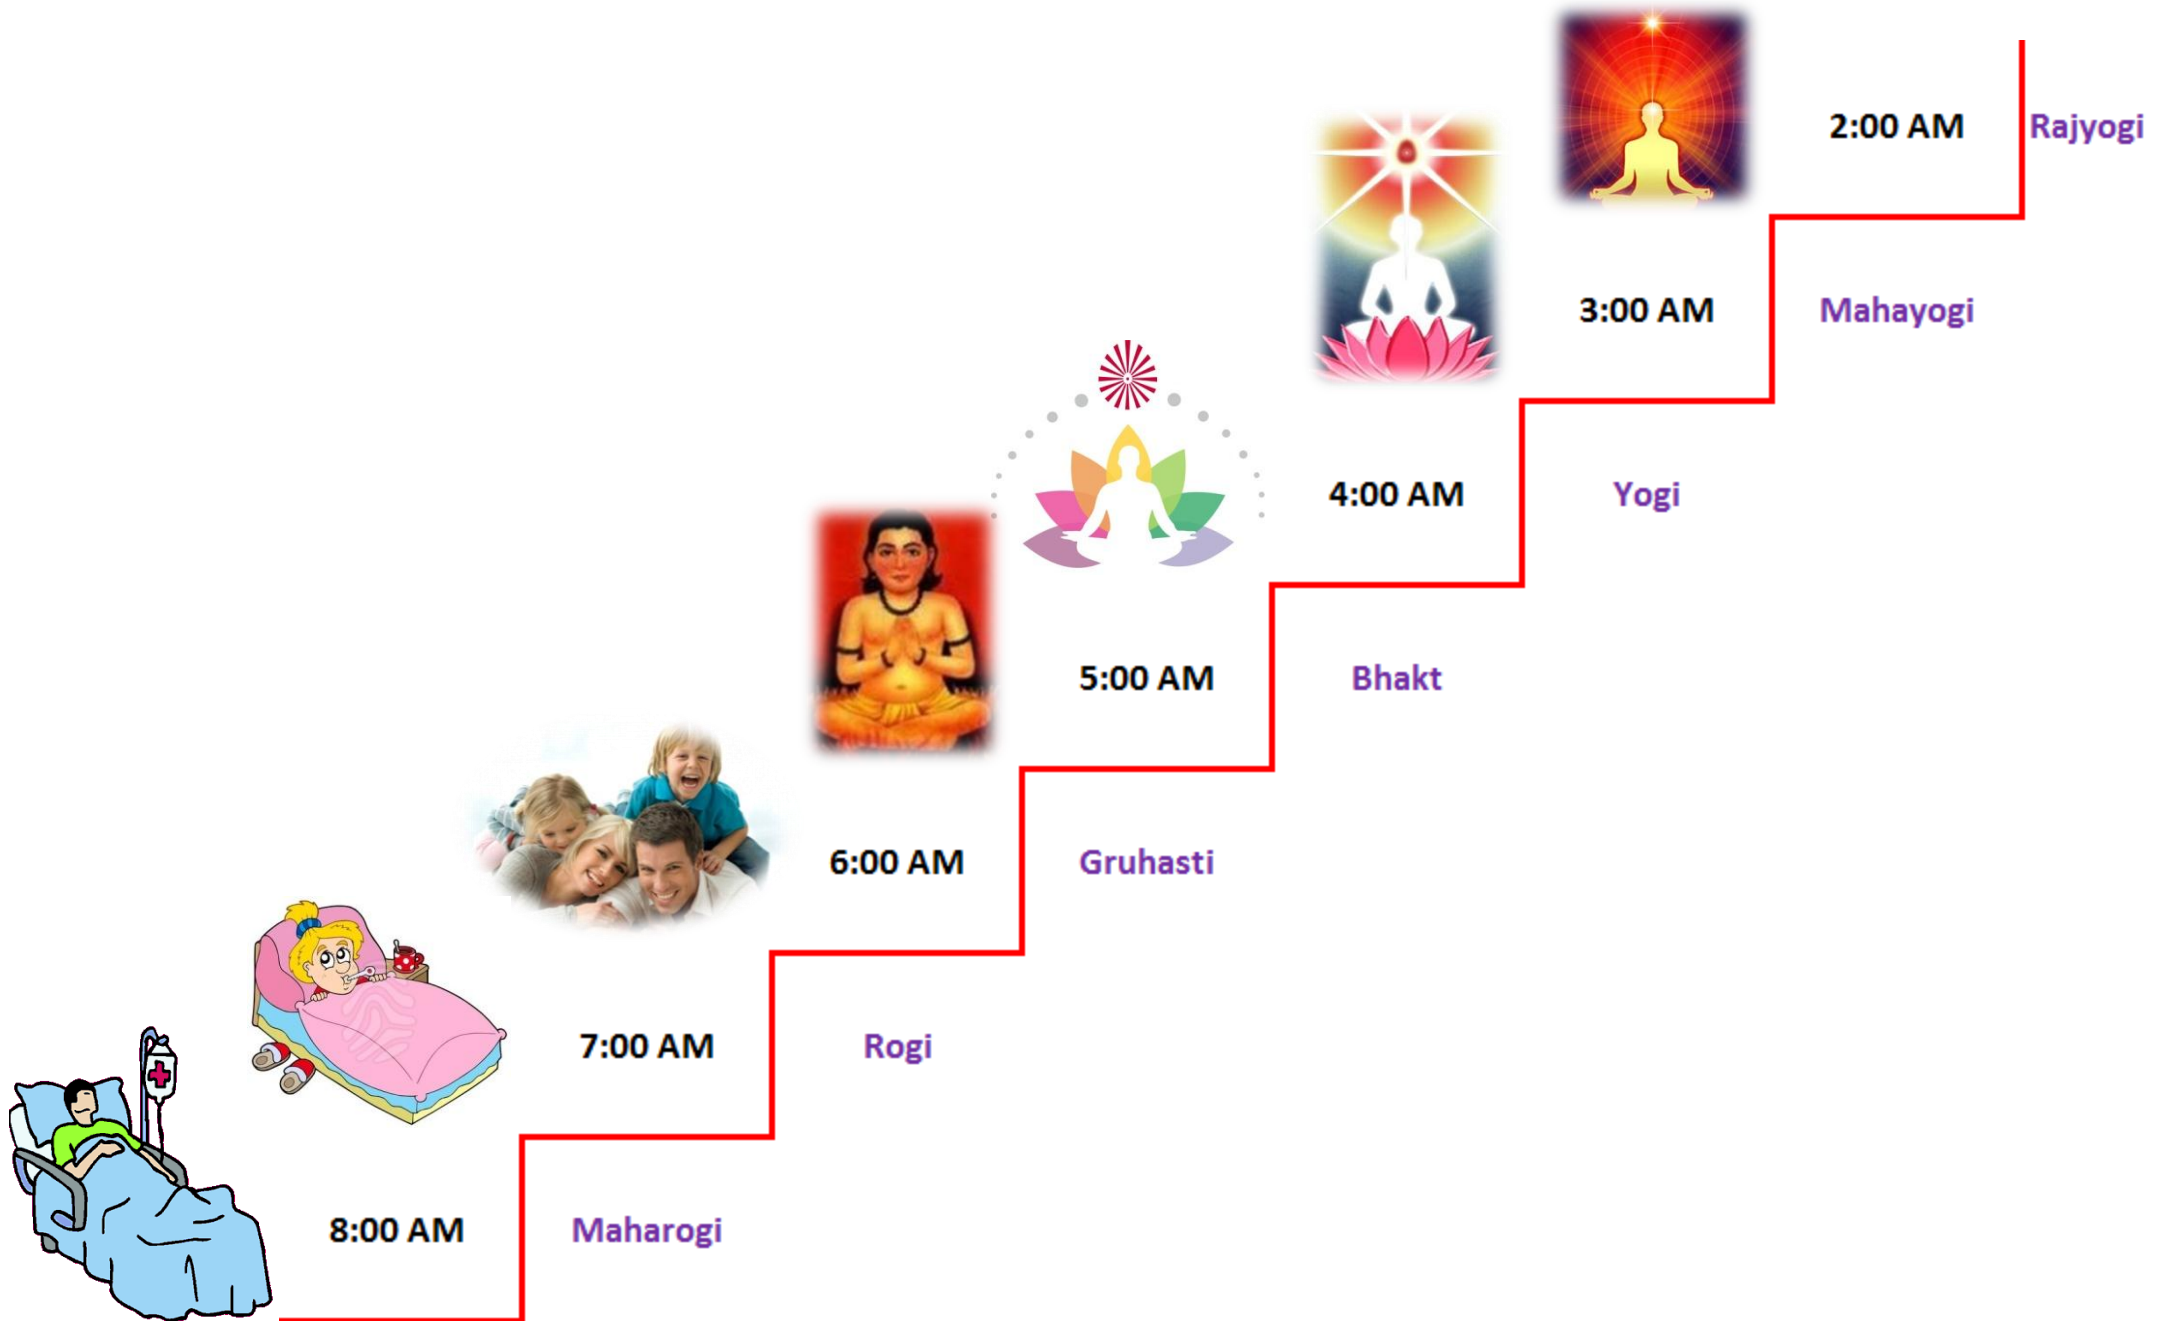 2:00 AM Rajyogi
3:00 AM Mahayogi
4:00 AM Yogi
5:00 AM Bhakt
6:00 AM Gruhasti
7:00 AM Rogi
8:00 AM Maharogi